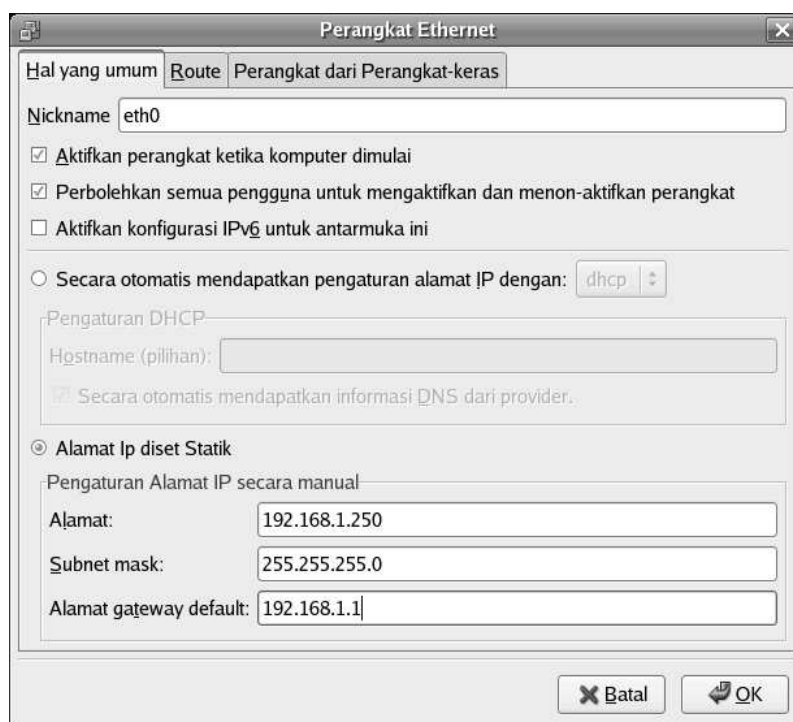 Perangkat Ethernet
Hal yang umum Route Perangkat dari Perangkat-keras
Nickname eth0
Aktifkan perangkat ketika komputer dimulai
Perbolehkan semua pengguna untuk mengaktifkan dan menon-aktifkan perangkat
Aktifkan konfigurasi IPv6 untuk antarmuka ini
Secara otomatis mendapatkan pengaturan alamat IP dengan: dhcp
Pengaturan DHCP
Hostname (pilihan):
Secara otomatis mendapatkan informasi DNS dari provider.
Alamat Ip diset Statik
Pengaturan Alamat IP secara manual
Alamat: 192.168.1.250
Subnet mask: 255.255.255.0
Alamat gateway default: 192.168.1.1
Batal OK